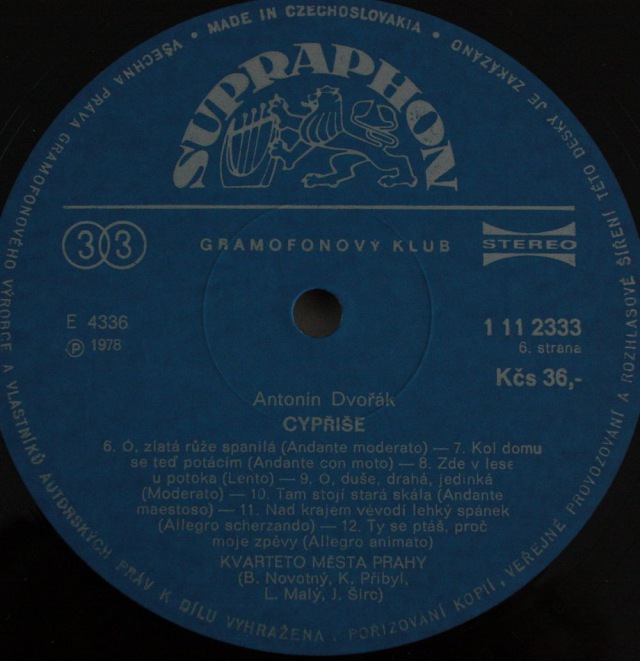 MADE IN CZECHOSLOVAKIA • VŠECHNA PRÁVA GRAMOFONOVÉHO VÝROBCE A VLASTNÍKŮ AUTORSKÝCH PRÁV K DÍLU VYHRAŽENA. POŘIZOVÁNÍ KOPIÍ, VEŘEJNÉ PROVOZOVÁNÍ A ROZHLASOVÉ ŠÍŘENÍ TÉTO DESKY JE ZAKÁZÁNO •
SUPRAPHON
33 GRAMOFONOVÝ KLUB STEREO
E 4336 1 11 2333
Ⓟ 1978 6. strana
Kčs 36,-
Antonín Dvořák
CYPŘIŠE
6. Ó, zlatá růže spanilá (Andante moderato) — 7. Kol domu
se teď potácím (Andante con moto) — 8. Zde v lese
u potoka (Lento) — 9. Ó, duše, drahá, jedinká
(Moderato) — 10. Tam stojí stará skála (Andante
maestoso) — 11. Nad krajem vévodí lehký spánek
(Allegro scherzando) — 12. Ty se ptáš, proč
moje zpěvy (Allegro animato)
KVARTETO MĚSTA PRAHY
(B. Novotný, K. Přibyl,
L. Malý, J. Širc)